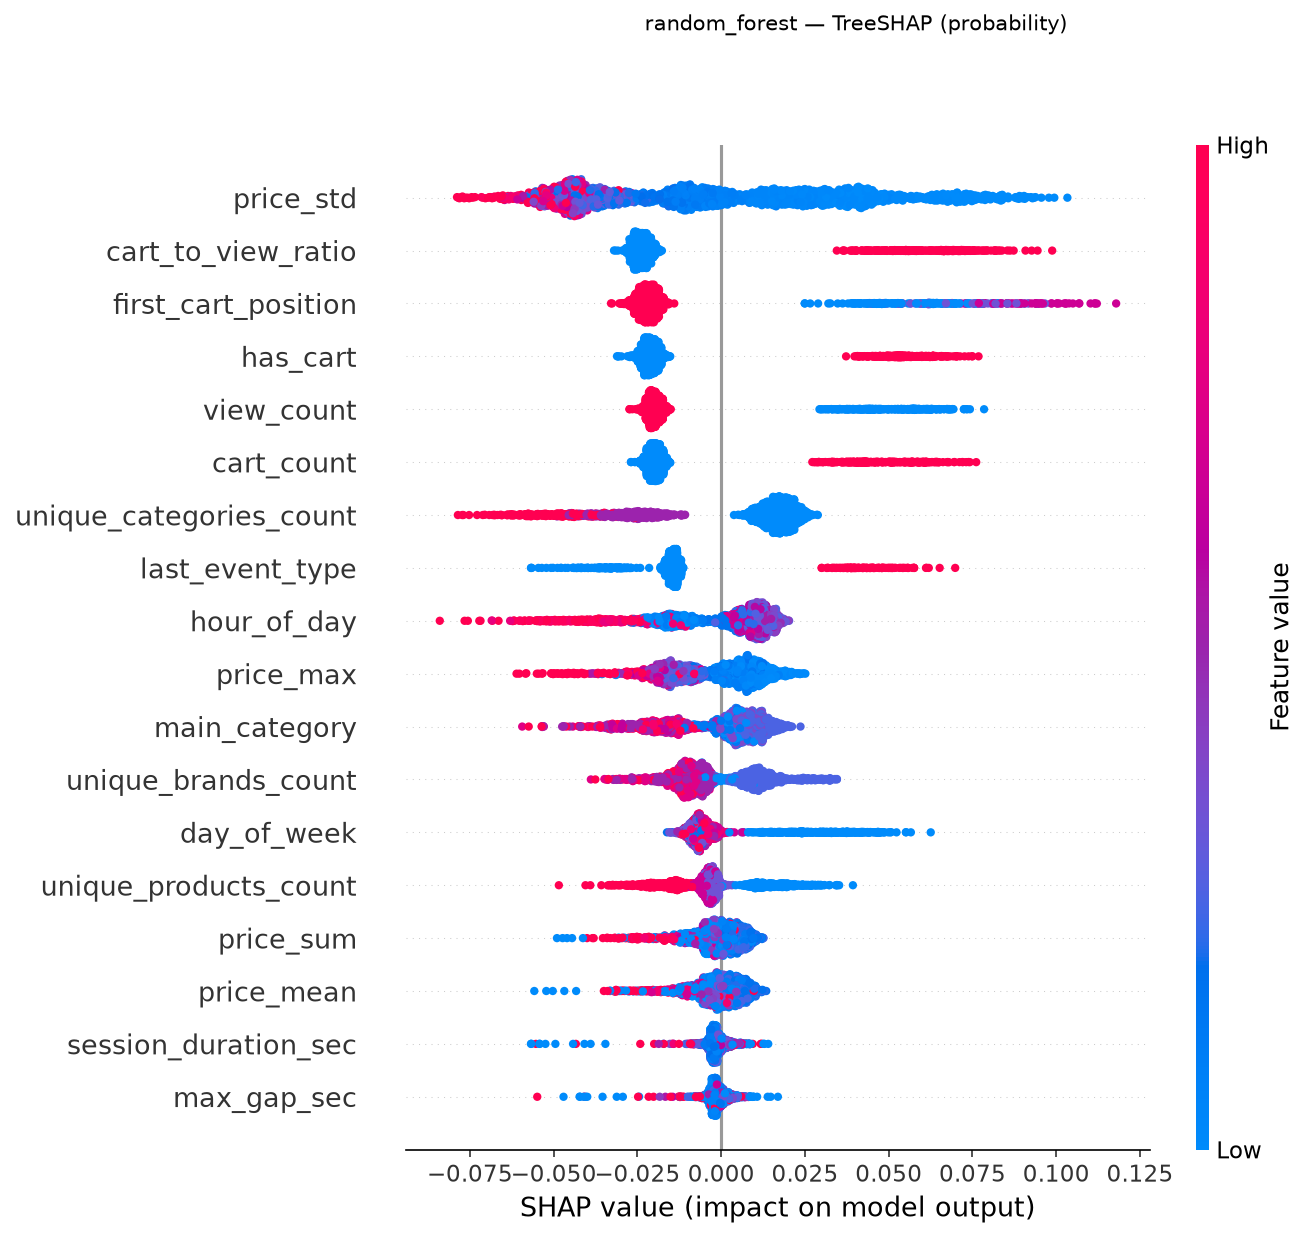 random_forest — TreeSHAP (probability)
High
price_std
cart_to_view_ratio
first_cart_position
has_cart
view_count
cart_count
unique_categories_count
last_event_type
hour_of_day
price_max
main_category
unique_brands_count
day_of_week
unique_products_count
price_sum
price_mean
session_duration_sec
max_gap_sec
Feature value
Low
−0.075 −0.050 −0.025 0.000 0.025 0.050 0.075 0.100 0.125
SHAP value (impact on model output)